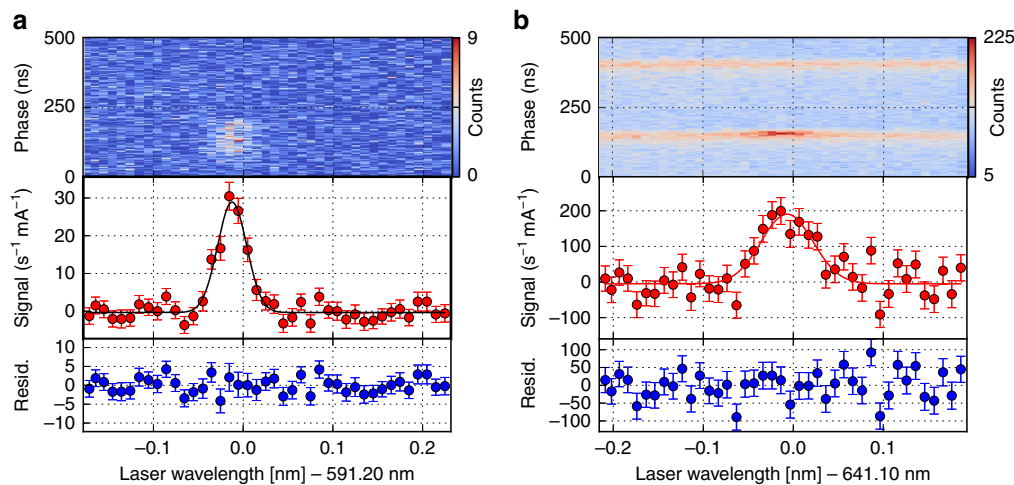 a
500
250
0
Phase (ns)
9
0
Counts
30
20
10
0
Signal (s⁻¹ mA⁻¹)
10
5
0
−5
−10
Resid.
−0.1 0.0 0.1 0.2
Laser wavelength [nm] – 591.20 nm
b
500
250
0
Phase (ns)
225
5
Counts
200
100
0
−100
Signal (s⁻¹ mA⁻¹)
100
50
0
−50
−100
Resid.
−0.2 −0.1 0.0 0.1
Laser wavelength [nm] – 641.10 nm